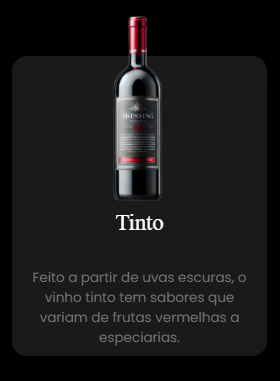 Tinto
Feito a partir de uvas escuras, o
vinho tinto tem sabores que
variam de frutas vermelhas a
especiarias.